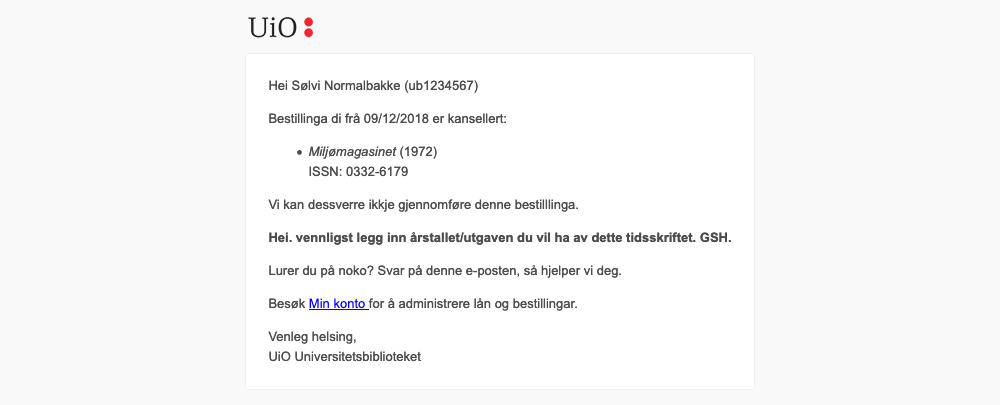 UiO
Hei Sølvi Normalbakke (ub1234567)
Bestillinga di frå 09/12/2018 er kansellert:
• Miljømagasinet (1972)
ISSN: 0332-6179
Vi kan dessverre ikkje gjennomføre denne bestilllinga.
Hei. vennligst legg inn årstallet/utgaven du vil ha av dette tidsskriftet. GSH.
Lurer du på noko? Svar på denne e-posten, så hjelper vi deg.
Besøk Min konto for å administrere lån og bestillingar.
Venleg helsing,
UiO Universitetsbiblioteket